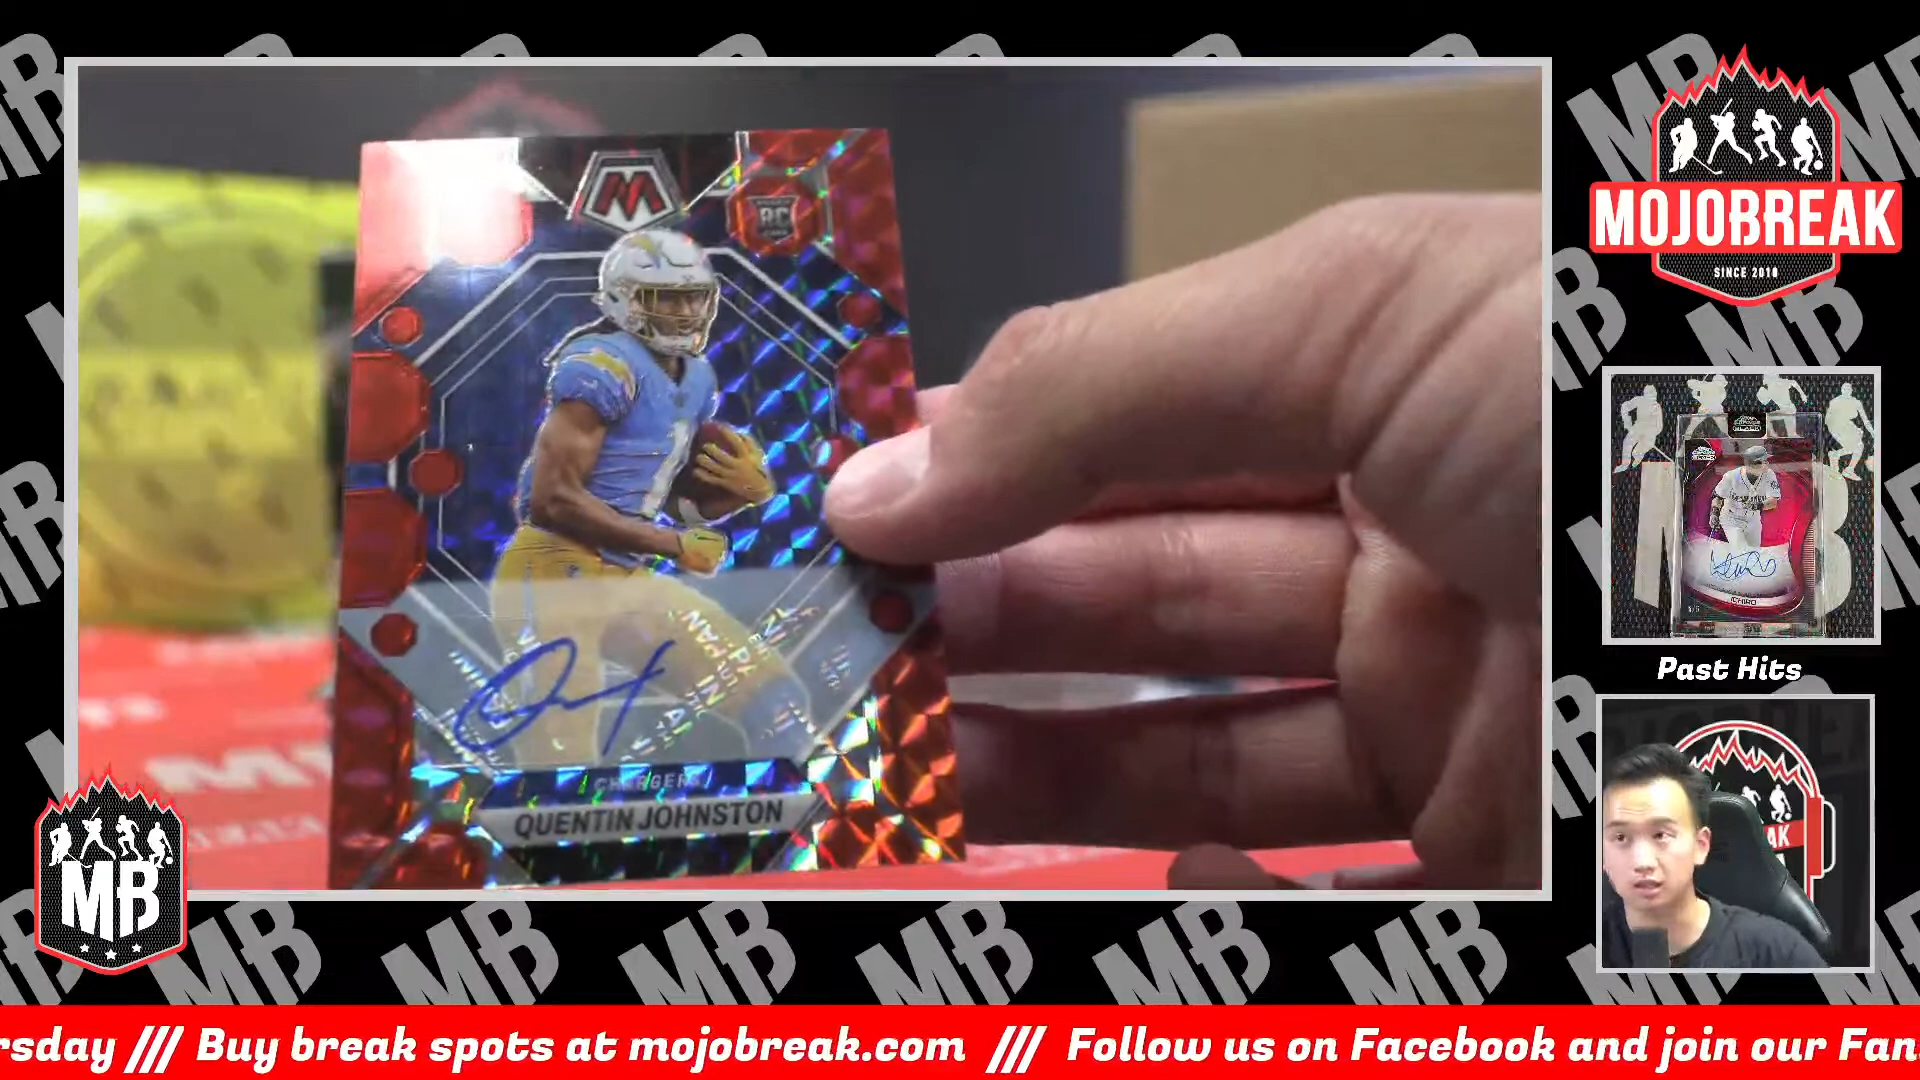 RC
CHARGERS
QUENTIN JOHNSTON
MOJOBREAK
SINCE 2010
ICHIRO
Past Hits
MB
rsday /// Buy break spots at mojobreak.com /// Follow us on Facebook and join our Fan